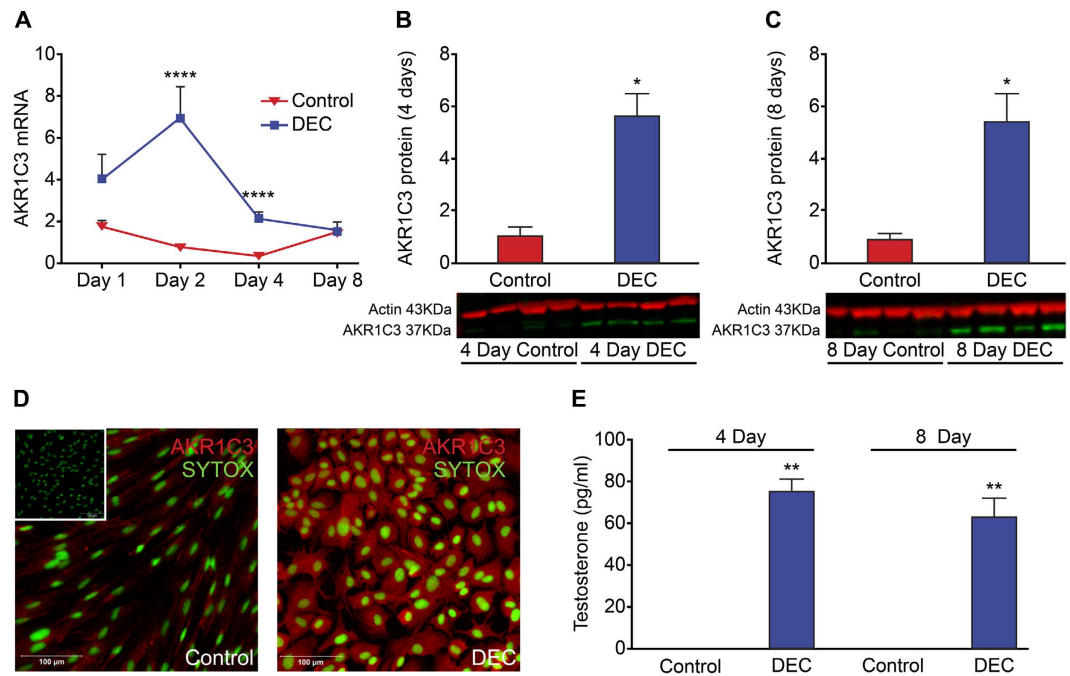 A
AKR1C3 mRNA
10
8
6
4
2
0
****
****
Control
DEC
Day 1 Day 2 Day 4 Day 8
B
AKR1C3 protein (4 days)
8
6
4
2
0
*
Control DEC
Actin 43KDa
AKR1C3 37KDa
4 Day Control 4 Day DEC
C
AKR1C3 protein (8 days)
8
6
4
2
0
*
Control DEC
Actin 43KDa
AKR1C3 37KDa
8 Day Control 8 Day DEC
D
AKR1C3
SYTOX
100 µm
Control
AKR1C3
SYTOX
100 µm
DEC
E
Testosterone (pg/ml)
100
80
60
40
20
0
4 Day 8 Day
**
**
Control DEC Control DEC